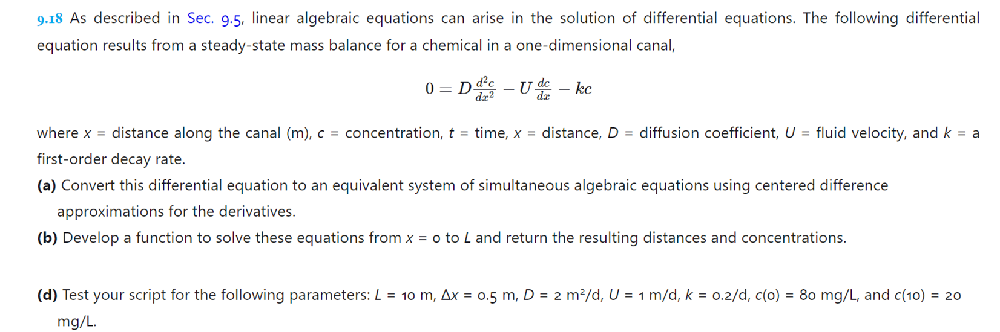 9.18 As described in Sec. 9.5, linear algebraic equations can arise in the solution of differential equations. The following differential
equation results from a steady-state mass balance for a chemical in a one-dimensional canal,
0 = D d²c/dx² − U dc/dx − kc
where x = distance along the canal (m), c = concentration, t = time, x = distance, D = diffusion coefficient, U = fluid velocity, and k = a
first-order decay rate.
(a) Convert this differential equation to an equivalent system of simultaneous algebraic equations using centered difference
approximations for the derivatives.
(b) Develop a function to solve these equations from x = 0 to L and return the resulting distances and concentrations.
(d) Test your script for the following parameters: L = 10 m, Δx = 0.5 m, D = 2 m²/d, U = 1 m/d, k = 0.2/d, c(0) = 80 mg/L, and c(10) = 20
mg/L.